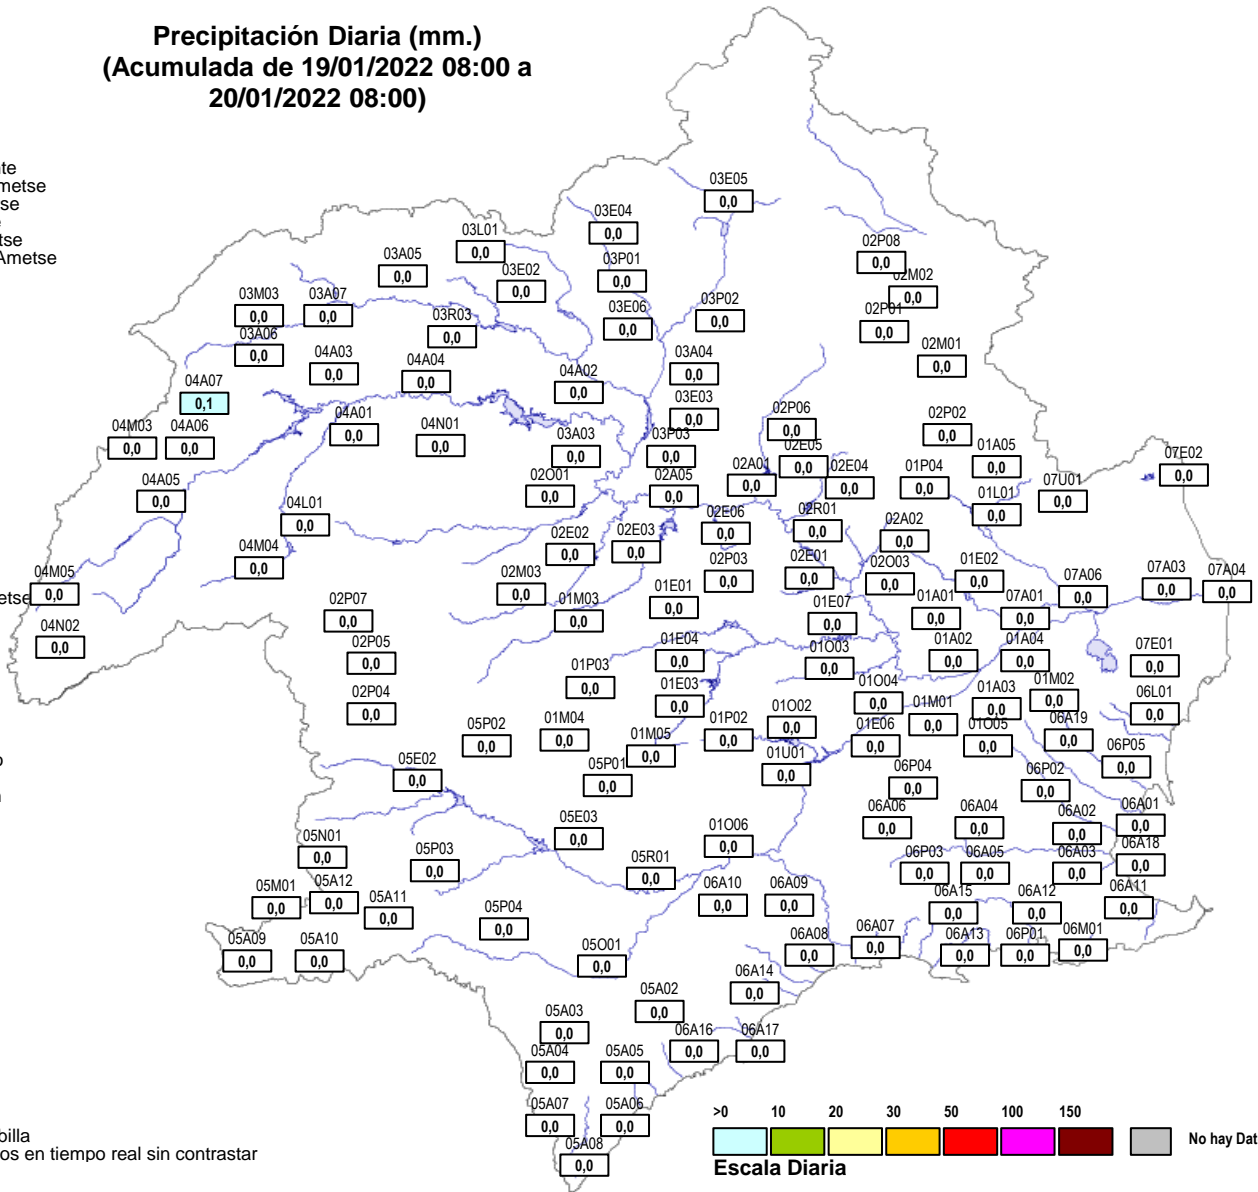 Precipitación Diaria (mm.)
(Acumulada de 19/01/2022 08:00 a
20/01/2022 08:00)
nte
metse
se
e
tse
Ametse
03E05
0,0
03E04
0,0
03L01
0,0
03P01
0,0
02P08
0,0
03A05
0,0
03E02
0,0
02M02
0,0
03M03
0,0
03A07
0,0
03P02
0,0
03E06
0,0
02P01
0,0
03R03
0,0
03A06
0,0
04A03
0,0
04A04
0,0
03A04
0,0
02M01
0,0
04A02
0,0
04A07
0,1
03E03
0,0
04A01
0,0
02P06
0,0
02P02
0,0
04M03
0,0
04A06
0,0
04N01
0,0
03A03
0,0
03P03
0,0
02E05
0,0
01A05
0,0
07E02
0,0
04A05
0,0
02O01
0,0
02A05
0,0
02A01
0,0
02E04
0,0
01P04
0,0
07U01
0,0
04L01
0,0
01L01
0,0
02R01
0,0
02E06
0,0
02A02
0,0
02E02
0,0
02E03
0,0
04M04
0,0
02P03
0,0
02E01
0,0
02O03
0,0
01E02
0,0
04M05
0,0
etse
02M03
0,0
07A03
0,0
07A04
0,0
07A06
0,0
01E01
0,0
02P07
0,0
01M03
0,0
01E07
0,0
01A01
0,0
07A01
0,0
04N02
0,0
02P05
0,0
01E04
0,0
01O03
0,0
01A02
0,0
01A04
0,0
07E01
0,0
01P03
0,0
01E03
0,0
01O04
0,0
01A03
0,0
01M02
0,0
06L01
0,0
02P04
0,0
01M01
0,0
05P02
0,0
01M04
0,0
01M05
0,0
01P02
0,0
01O02
0,0
01E06
0,0
01O05
0,0
06A19
0,0
06P05
0,0
05E02
0,0
05P01
0,0
01U01
0,0
06P04
0,0
06P02
0,0
05E03
0,0
01O06
0,0
06A06
0,0
06A04
0,0
06A02
0,0
06A01
0,0
05N01
0,0
05P03
0,0
05R01
0,0
06P03
0,0
06A05
0,0
06A03
0,0
06A18
0,0
05M01
0,0
05A12
0,0
05A11
0,0
06A10
0,0
06A09
0,0
06A15
0,0
06A12
0,0
06A11
0,0
05P04
0,0
05A09
0,0
05A10
0,0
05O01
0,0
06A08
0,0
06A07
0,0
06A13
0,0
06P01
0,0
06M01
0,0
06A14
0,0
05A02
0,0
05A03
0,0
06A16
0,0
06A17
0,0
05A04
0,0
05A05
0,0
05A07
0,0
05A06
0,0
05A08
0,0
billa
os en tiempo real sin contrastar
>0 10 20 30 50 100 150
No hay Dat
Escala Diaria